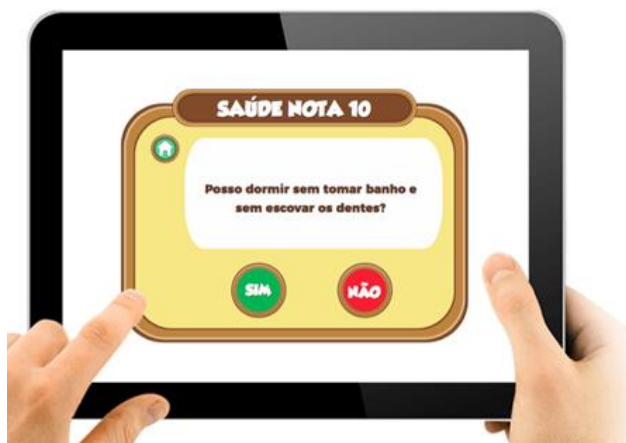 SAÚDE NOTA 10
Posso dormir sem tomar banho e
sem escovar os dentes?
SIM
NÃO